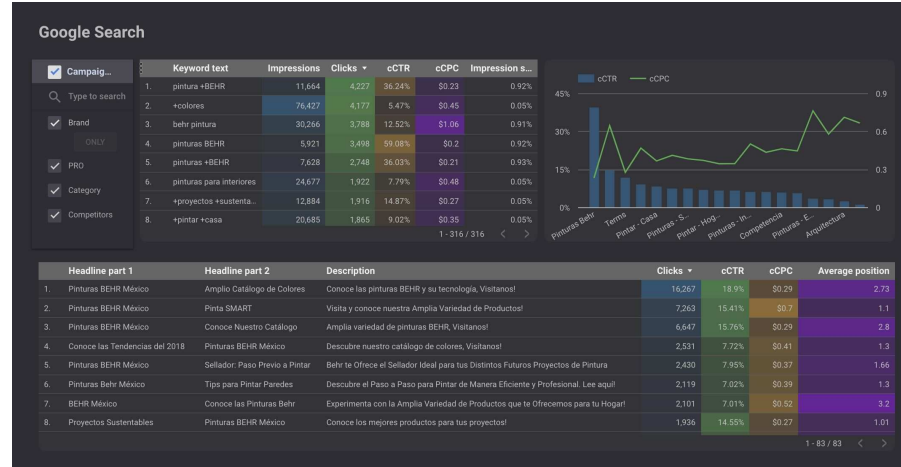 Google Search
Campaig...
Type to search
Brand
ONLY
PRO
Category
Competitors
Keyword text Impressions Clicks cCTR cCPC Impression s...
1. pintura +BEHR 11,664 4,227 36.24% $0.23 0.92%
2. +colores 76,427 4,177 5.47% $0.45 0.05%
3. behr pintura 30,266 3,788 12.52% $1.06 0.91%
4. pinturas BEHR 5,921 3,498 59.08% $0.2 0.92%
5. pinturas +BEHR 7,628 2,748 36.03% $0.21 0.93%
6. pinturas para interiores 24,677 1,922 7.79% $0.48 0.05%
7. +proyectos +sustenta... 12,884 1,916 14.87% $0.27 0.05%
8. +pintar +casa 20,685 1,865 9.02% $0.35 0.05%
1 - 316 / 316
cCTR cCPC
45% 0.9
30% 0.6
15% 0.3
0% 0
Pinturas Behr
Terms
Pintar - Casa
Pinturas - S...
Pintar - Hog...
Pinturas - In...
Competencia
Pinturas - E...
Arquitectura
Headline part 1 Headline part 2 Description Clicks cCTR cCPC Average position
1. Pinturas BEHR México Amplio Catálogo de Colores Conoce las pinturas BEHR y su tecnología, Visitanos! 16,267 18.9% $0.29 2.73
2. Pinturas BEHR México Pinta SMART Visita y conoce nuestra Amplia Variedad de Productos! 7,263 15.41% $0.7 1.1
3. Pinturas BEHR México Conoce Nuestro Catálogo Amplia variedad de pinturas BEHR, Visitanos! 6,647 15.76% $0.29 2.8
4. Conoce las Tendencias del 2018 Pinturas BEHR México Descubre nuestro catálogo de colores, Visitanos! 2,531 7.72% $0.41 1.3
5. Pinturas BEHR México Sellador: Paso Previo a Pintar Behr te Ofrece el Sellador Ideal para tus Distintos Futuros Proyectos de Pintura 2,430 7.95% $0.37 1.66
6. Pinturas Behr México Tips para Pintar Paredes Descubre el Paso a Paso para Pintar de Manera Eficiente y Profesional. Lee aquí! 2,119 7.02% $0.39 1.3
7. BEHR México Conoce las Pinturas Behr Experimenta con la Amplia Variedad de Productos que te Ofrecemos para tu Hogar! 2,101 7.01% $0.52 3.2
8. Proyectos Sustentables Pinturas BEHR México Conoce los mejores productos para tus proyectos! 1,936 14.55% $0.27 1.01
1 - 83 / 83